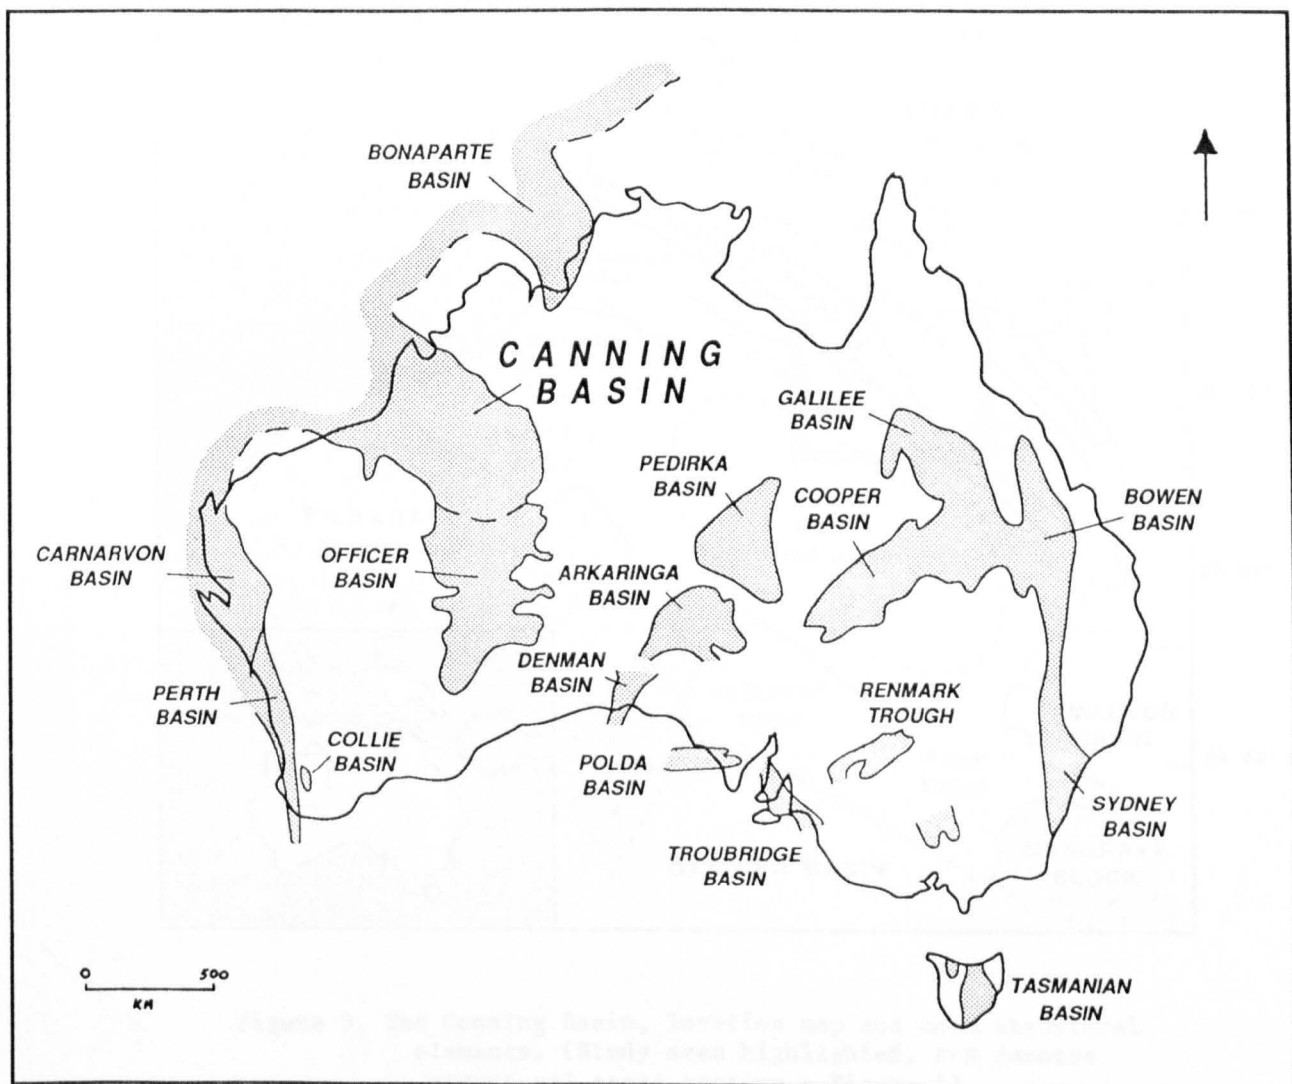 BONAPARTE
BASIN
CANNING
BASIN
GALILEE
BASIN
PEDIRKA
BASIN
COOPER
BASIN
BOWEN
BASIN
CARNARVON
BASIN
OFFICER
BASIN
ARKARINGA
BASIN
DENMAN
BASIN
RENMARK
TROUGH
PERTH
BASIN
COLLIE
BASIN
POLDA
BASIN
SYDNEY
BASIN
TROUBRIDGE
BASIN
0 500
KM
TASMANIAN
BASIN